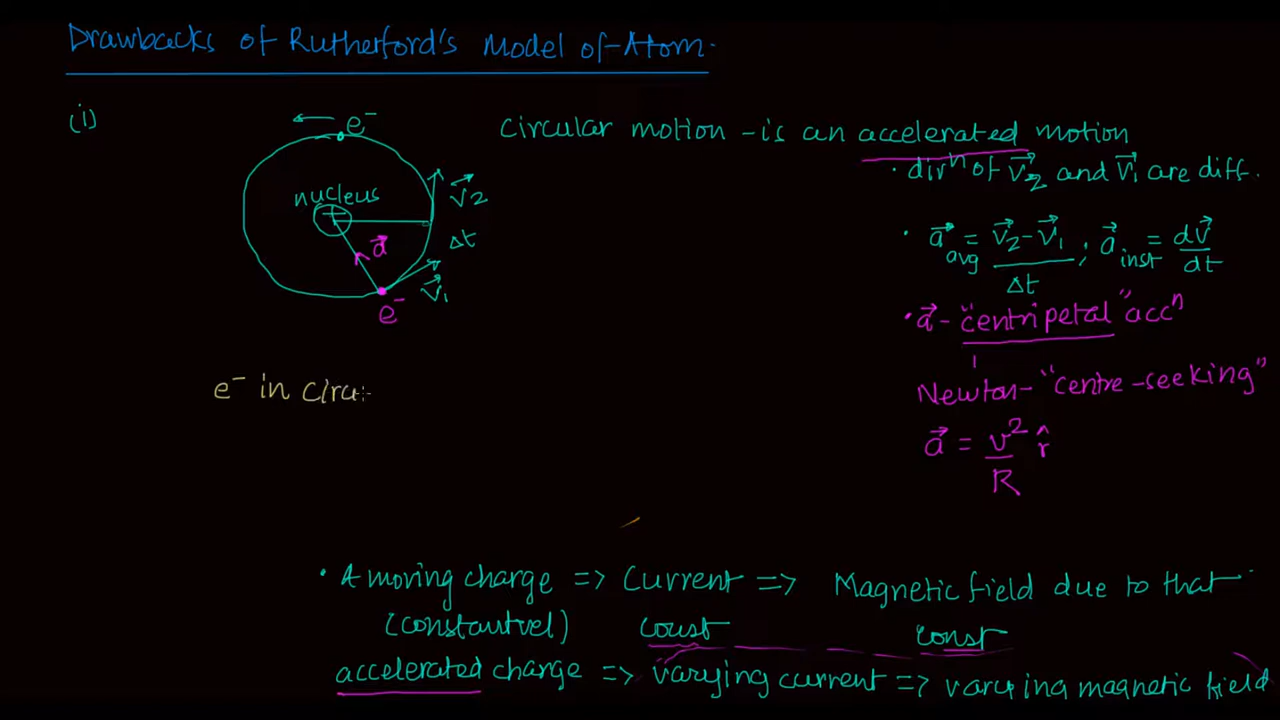 Drawbacks of Rutherford's Model of Atom.
(i)
e⁻
nucleus
+
v⃗2
a⃗
Δt
v⃗1
e⁻
circular motion - is an accelerated motion
· dirⁿ of v⃗2 and v⃗1 are diff.
· a⃗avg = v⃗2 - v⃗1 / Δt ; a⃗inst = dv⃗/dt
· a⃗ - "centripetal" accⁿ
Newton - "centre-seeking"
a⃗ = v²/R r̂
e⁻ in circu
· A moving charge => Current => Magnetic field due to that
(constant vel) const const
accelerated charge => varying current => varying magnetic field